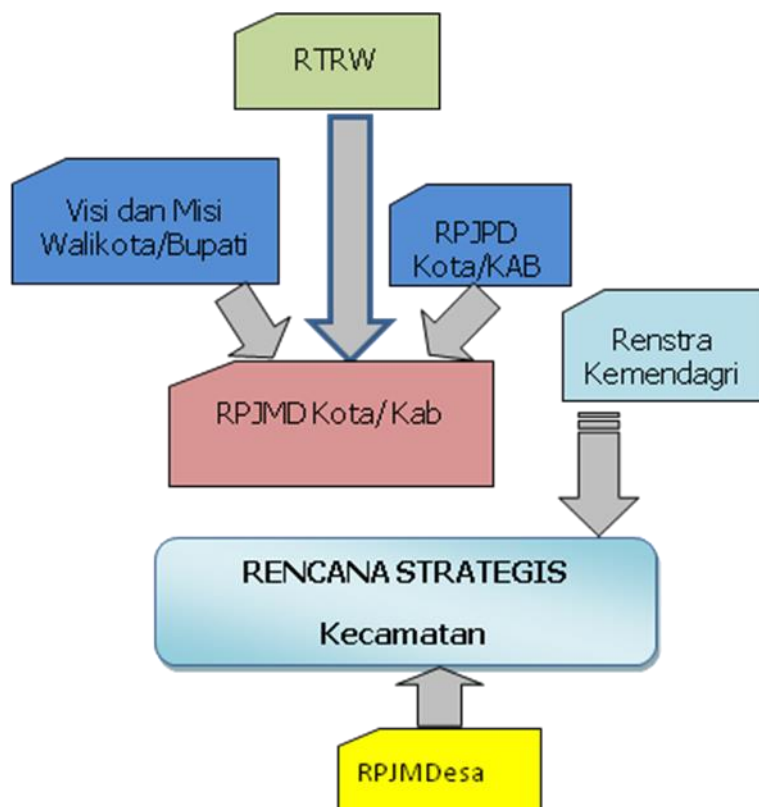 RTRW
Visi dan Misi
Walikota/Bupati
RPJPD
Kota/KAB
Renstra
Kemendagri
RPJMD Kota/ Kab
RENCANA STRATEGIS
Kecamatan
RPJMDesa